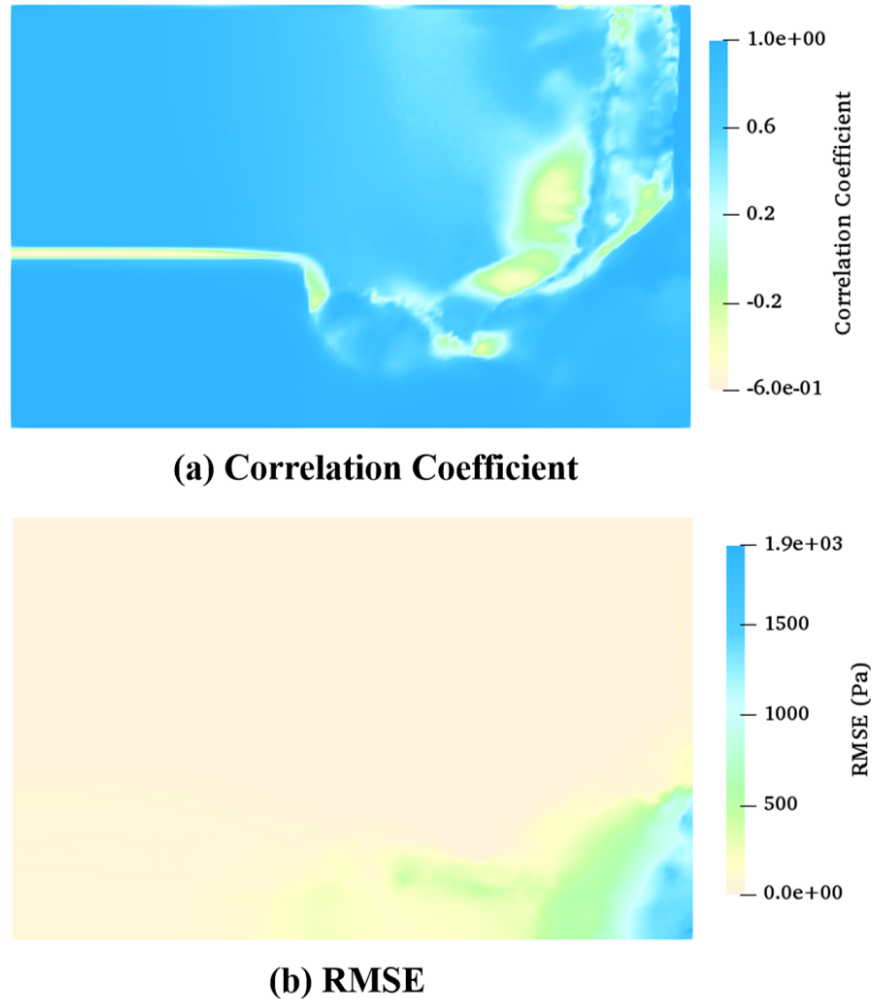 1.0e+00
0.6
0.2
-0.2
-6.0e-01
Correlation Coefficient
(a) Correlation Coefficient
1.9e+03
1500
1000
500
0.0e+00
RMSE (Pa)
(b) RMSE